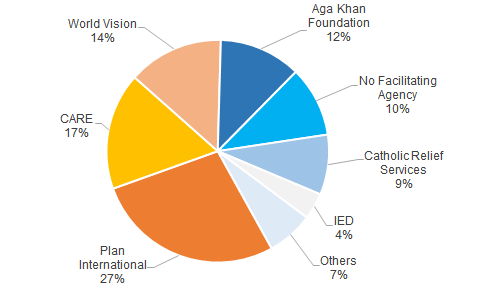 Aga Khan
Foundation
12%
No Facilitating
Agency
10%
Catholic Relief
Services
9%
IED
4%
Others
7%
Plan
International
27%
CARE
17%
World Vision
14%